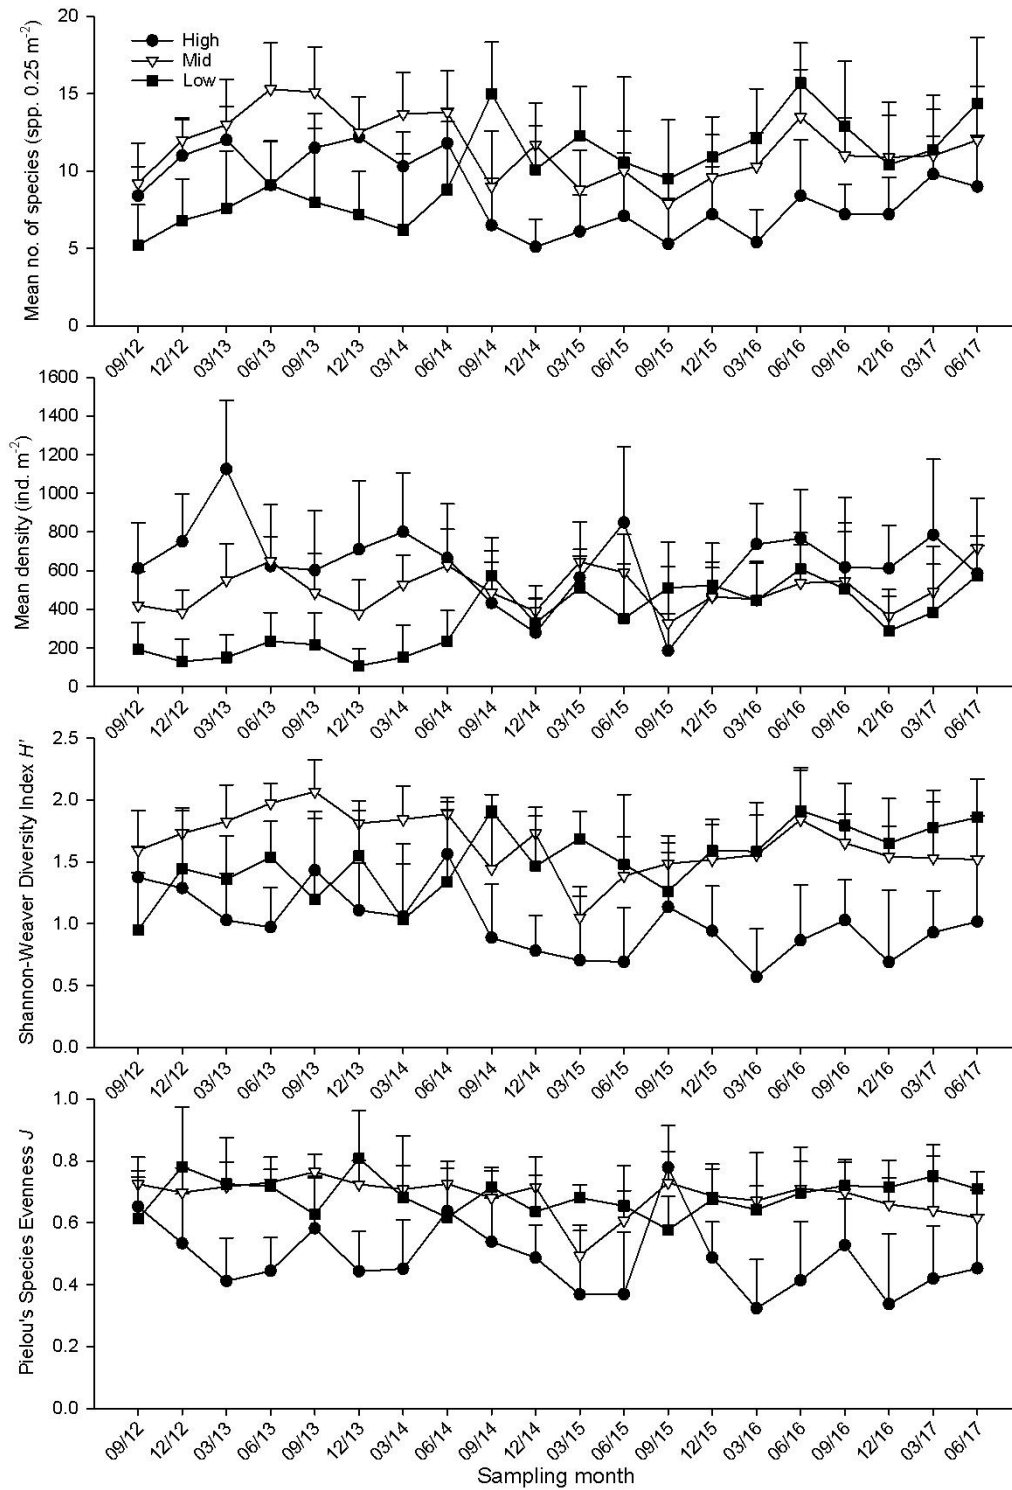 High
Mid
Low
Mean no. of species (spp. 0.25 m⁻²)
20
15
10
5
0
09/12 12/12 03/13 06/13 09/13 12/13 03/14 06/14 09/14 12/14 03/15 06/15 09/15 12/15 03/16 06/16 09/16 12/16 03/17 06/17
Mean density (ind. m⁻²)
1600
1400
1200
1000
800
600
400
200
0
09/12 12/12 03/13 06/13 09/13 12/13 03/14 06/14 09/14 12/14 03/15 06/15 09/15 12/15 03/16 06/16 09/16 12/16 03/17 06/17
Shannon-Weaver Diversity Index H'
2.5
2.0
1.5
1.0
0.5
0.0
09/12 12/12 03/13 06/13 09/13 12/13 03/14 06/14 09/14 12/14 03/15 06/15 09/15 12/15 03/16 06/16 09/16 12/16 03/17 06/17
Pielou's Species Evenness J
1.0
0.8
0.6
0.4
0.2
0.0
09/12 12/12 03/13 06/13 09/13 12/13 03/14 06/14 09/14 12/14 03/15 06/15 09/15 12/15 03/16 06/16 09/16 12/16 03/17 06/17
Sampling month